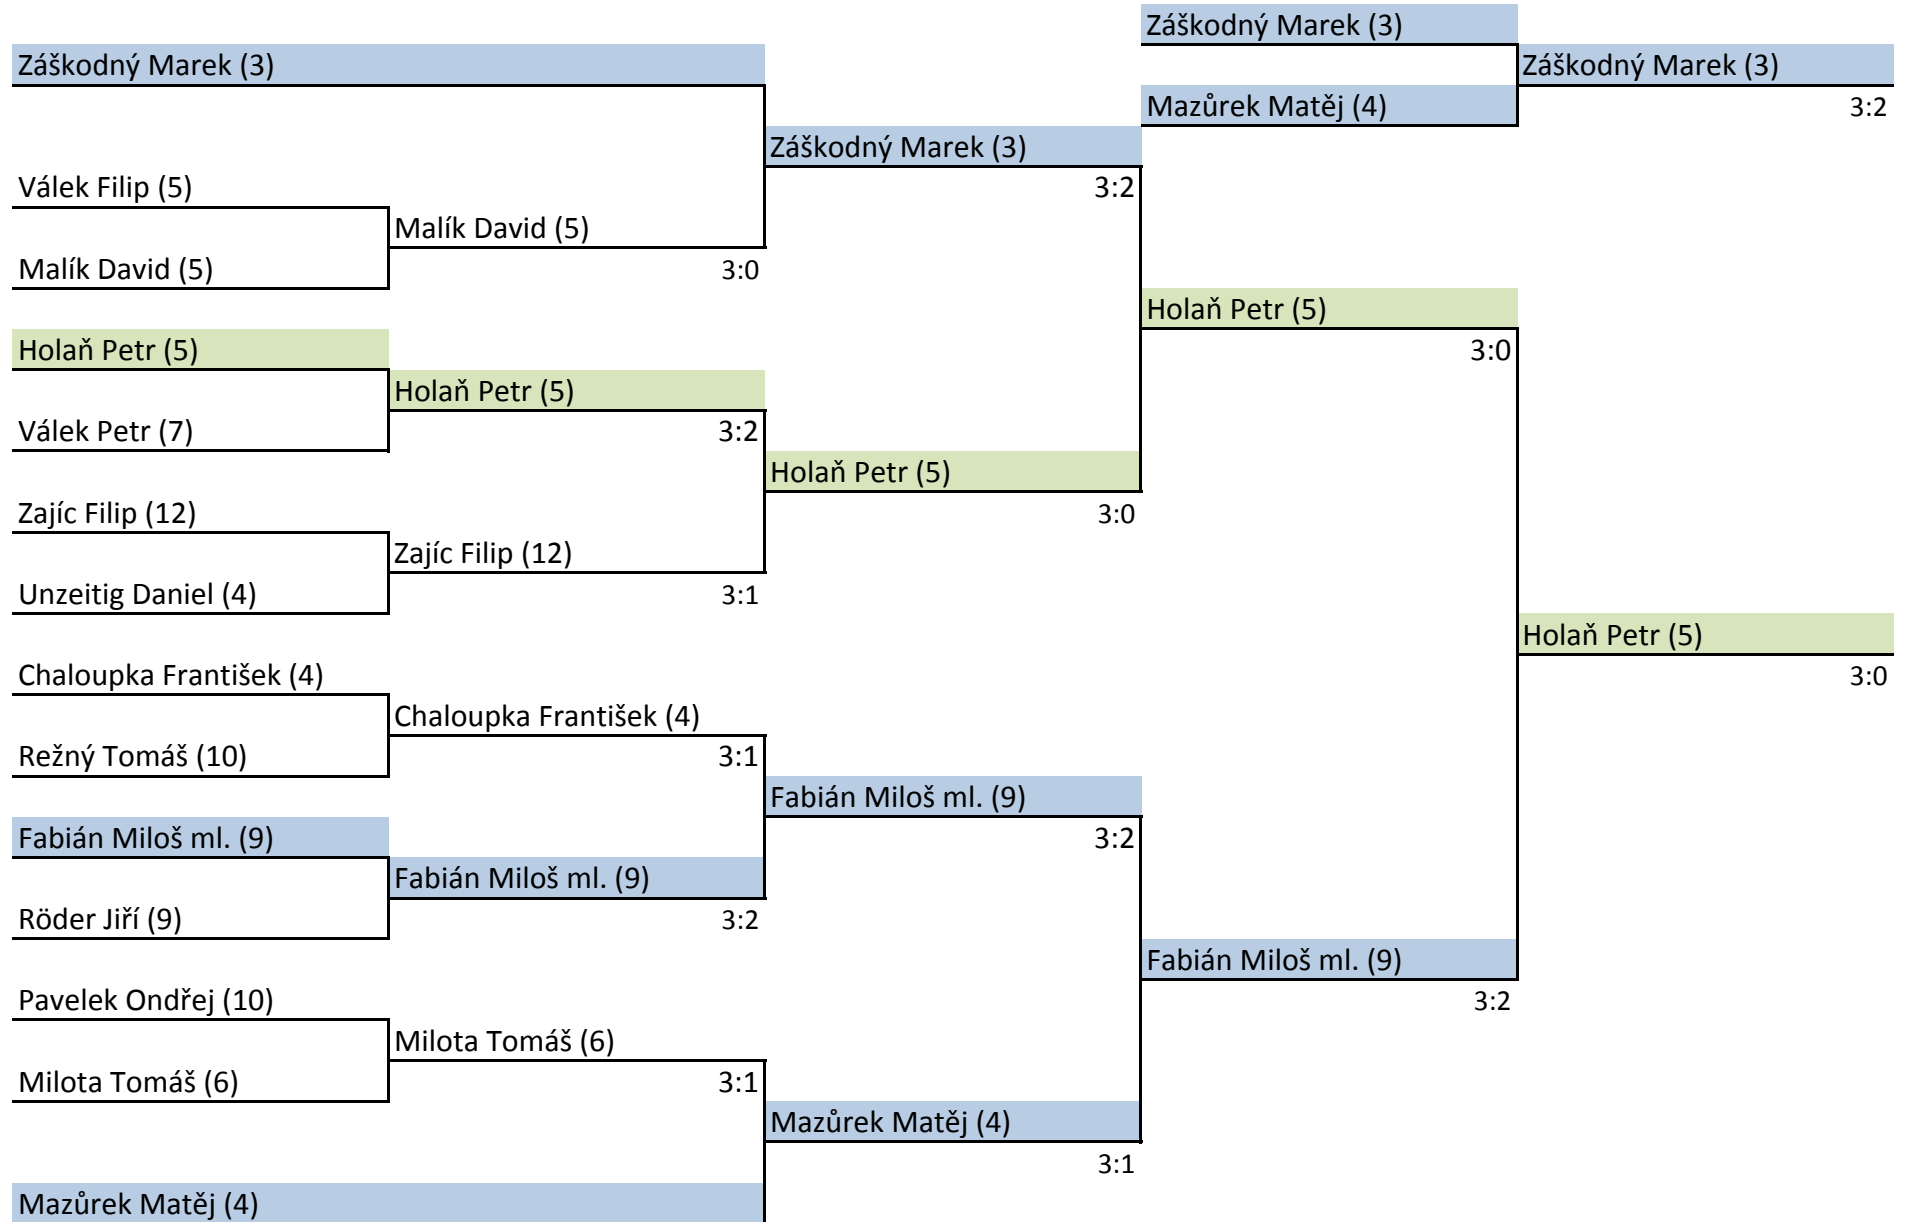 Záškodný Marek (3)
Záškodný Marek (3)
Záškodný Marek (3)
Mazůrek Matěj (4)
3:2
Záškodný Marek (3)
Válek Filip (5)
3:2
Malík David (5)
Malík David (5)
3:0
Holaň Petr (5)
Holaň Petr (5)
3:0
Holaň Petr (5)
Válek Petr (7)
3:2
Holaň Petr (5)
Zajíc Filip (12)
3:0
Zajíc Filip (12)
Unzeitig Daniel (4)
3:1
Holaň Petr (5)
Chaloupka František (4)
3:0
Chaloupka František (4)
Režný Tomáš (10)
3:1
Fabián Miloš ml. (9)
Fabián Miloš ml. (9)
3:2
Fabián Miloš ml. (9)
Röder Jiří (9)
3:2
Fabián Miloš ml. (9)
Pavelek Ondřej (10)
3:2
Milota Tomáš (6)
Milota Tomáš (6)
3:1
Mazůrek Matěj (4)
3:1
Mazůrek Matěj (4)